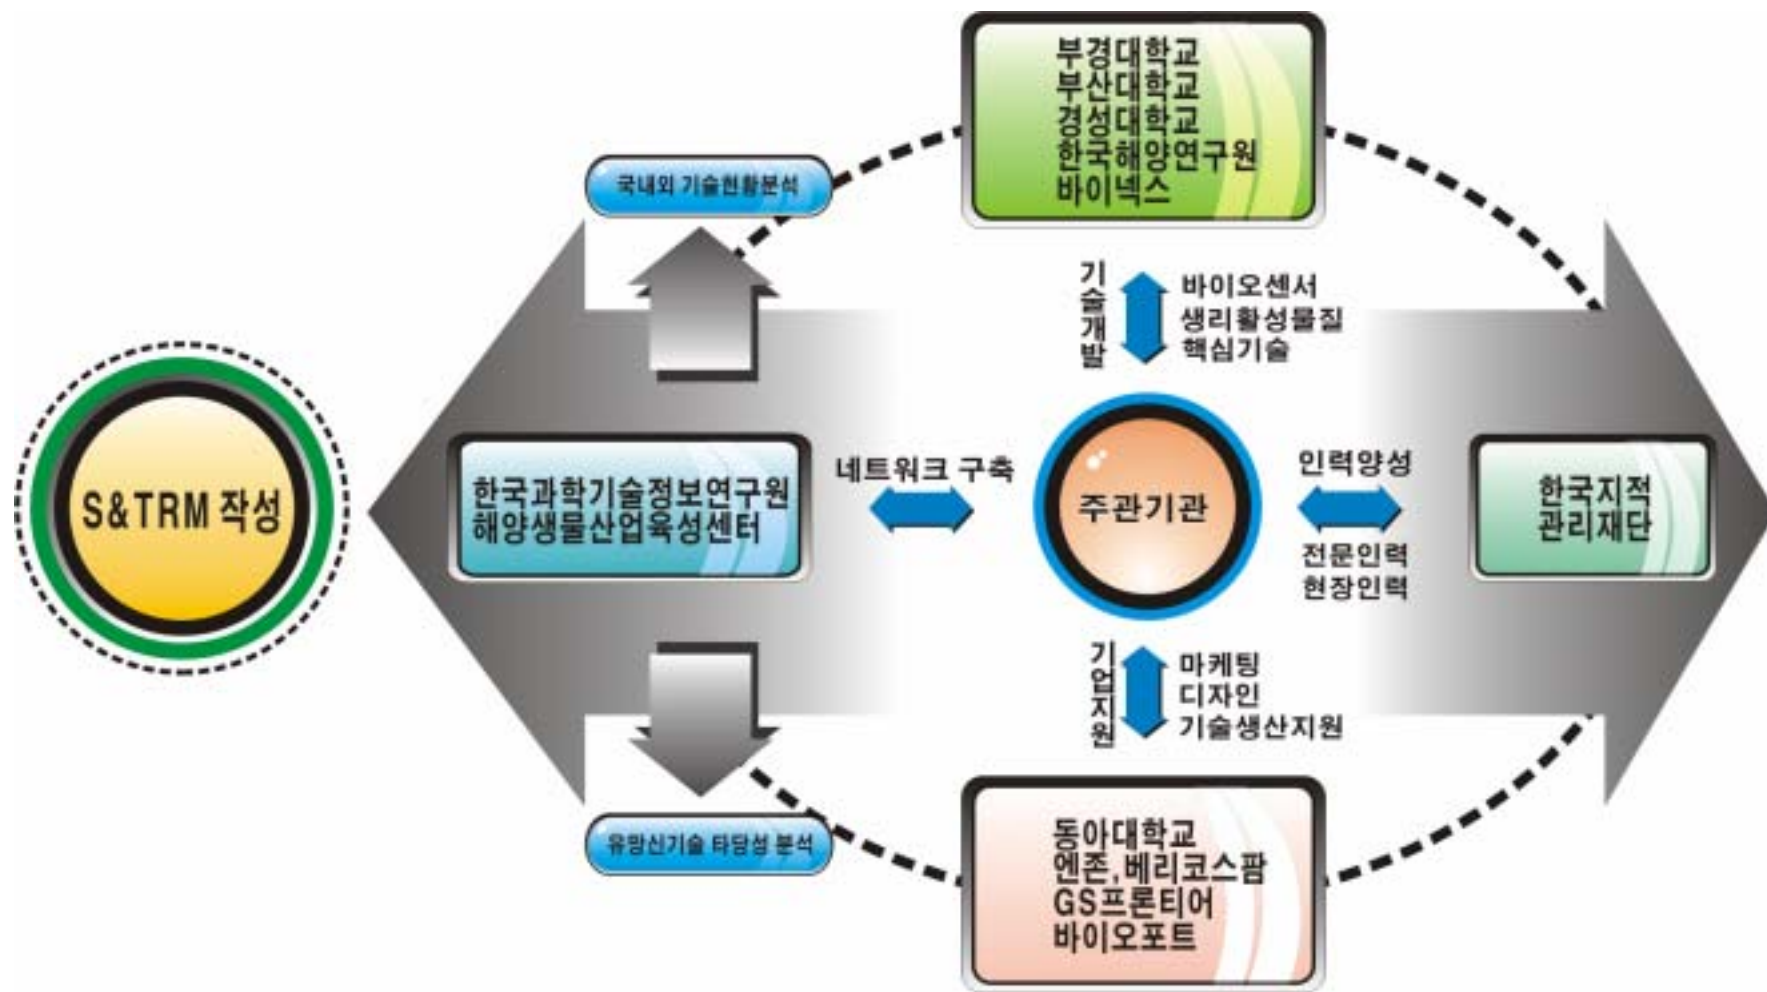 부경대학교
부산대학교
경성대학교
한국해양연구원
바이넥스
국내외 기술현황분석
기술개발
바이오센서
생리활성물질
핵심기술
S&TRM 작성
한국과학기술정보연구원
해양생물산업육성센터
네트워크 구축
주관기관
인력양성
전문인력
현장인력
한국지적
관리재단
기업지원
마케팅
디자인
기술생산지원
유망신기술 타당성 분석
동아대학교
엔존,베리코스팜
GS프론티어
바이오포트